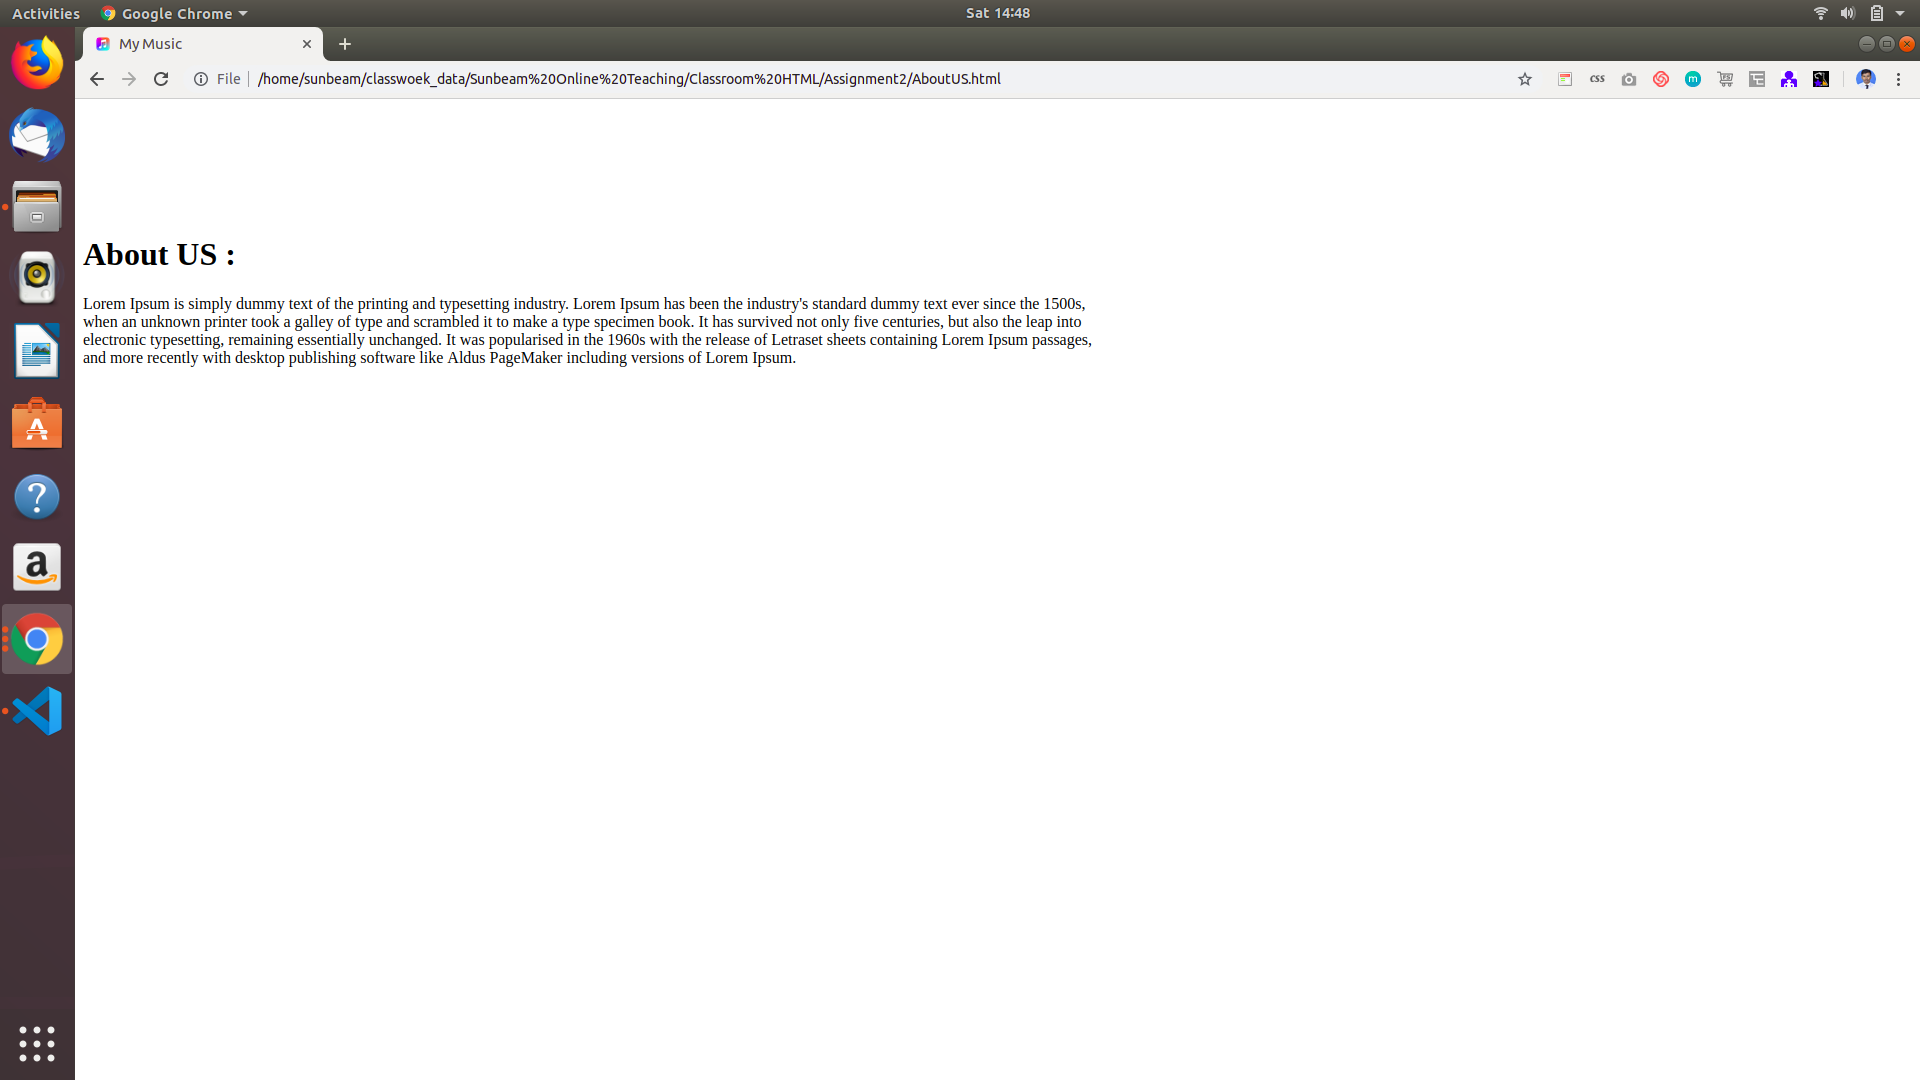 Activities
Google Chrome
Sat 14:48
My Music
File
/home/sunbeam/classwoek_data/Sunbeam%20Online%20Teaching/Classroom%20HTML/Assignment2/AboutUS.html
CSS
m
About US :
Lorem Ipsum is simply dummy text of the printing and typesetting industry. Lorem Ipsum has been the industry's standard dummy text ever since the 1500s,
when an unknown printer took a galley of type and scrambled it to make a type specimen book. It has survived not only five centuries, but also the leap into
electronic typesetting, remaining essentially unchanged. It was popularised in the 1960s with the release of Letraset sheets containing Lorem Ipsum passages,
and more recently with desktop publishing software like Aldus PageMaker including versions of Lorem Ipsum.